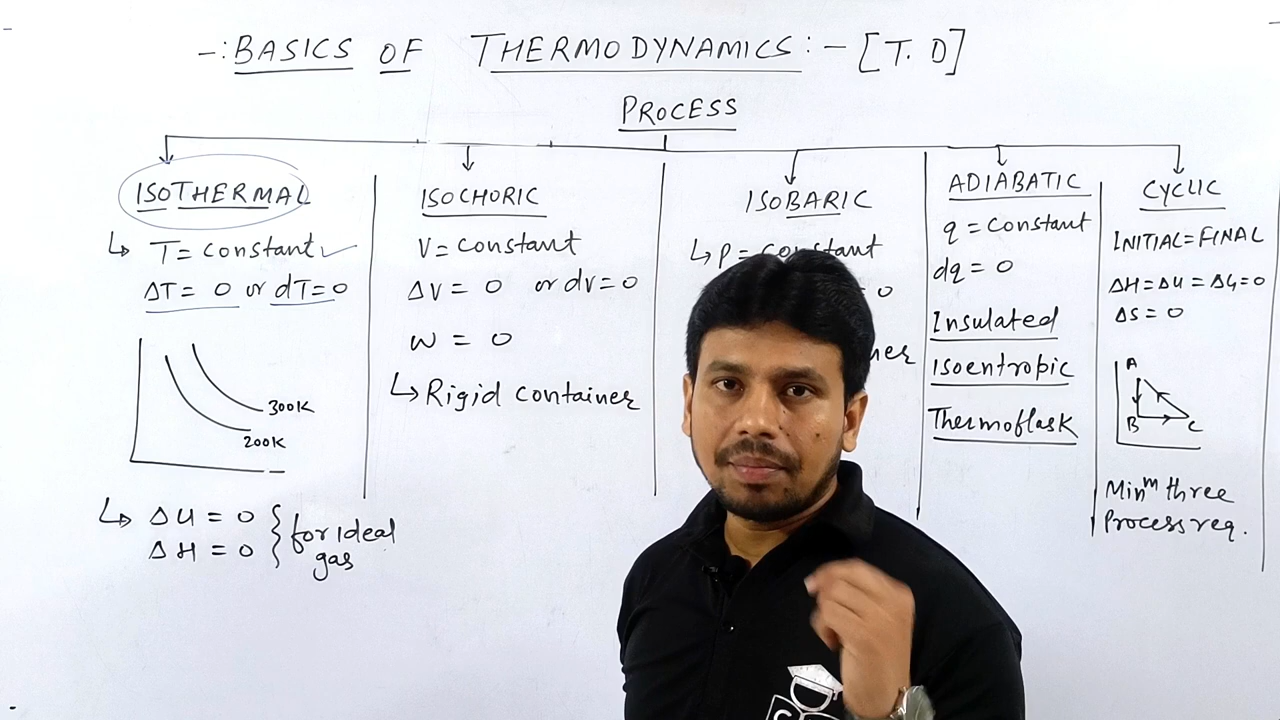 -: BASICS OF THERMODYNAMICS :- [T. D]
PROCESS
ISOTHERMAL
↳ T = constant ✓
ΔT = 0 or dT = 0
300K
200K
↳ ΔU = 0
ΔH = 0
for ideal
gas
ISOCHORIC
V = constant
ΔV = 0 or dv = 0
w = 0
↳ Rigid container
ISOBARIC
↳ P = constant
= 0
ADIABATIC
q = constant
dq = 0
Insulated
Isoentropic
Thermoflask
CYCLIC
INITIAL = FINAL
ΔH = ΔU = ΔG = 0
ΔS = 0
A
B
C
Minᵐ three
Process req.